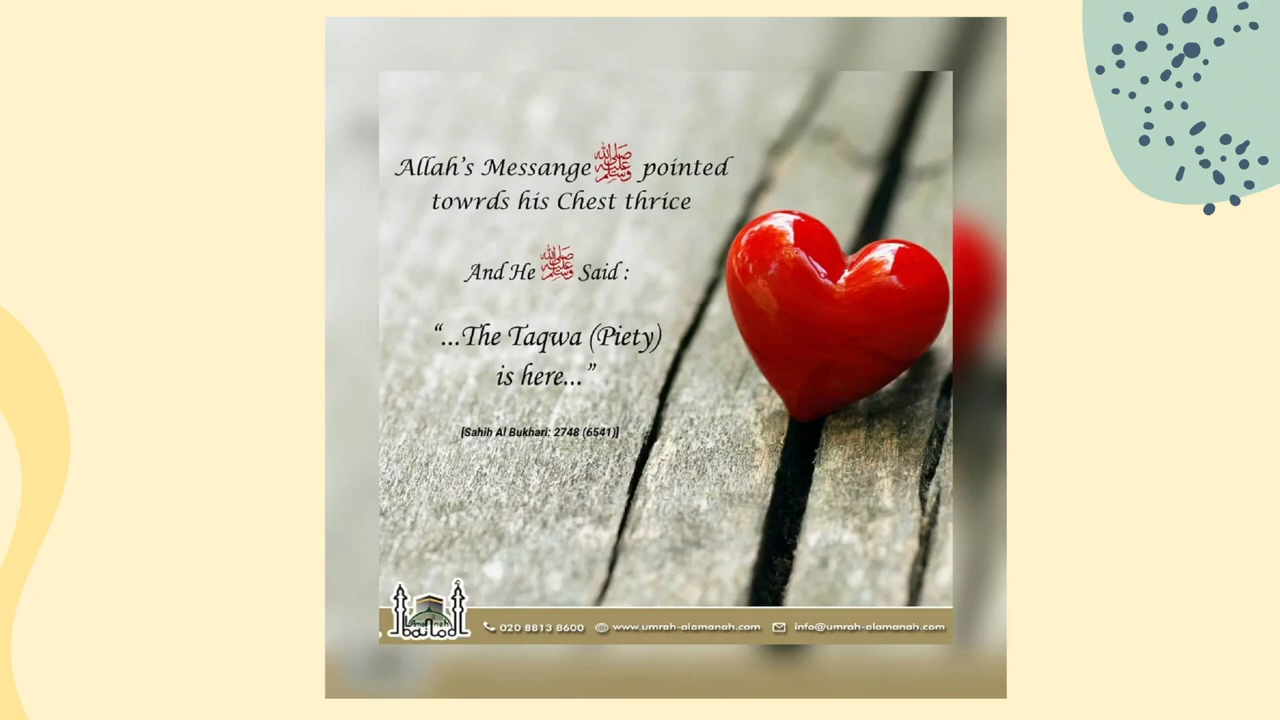 Allah's Messange ﷺ pointed
towrds his Chest thrice
And He ﷺ Said :
“...The Taqwa (Piety)
is here...”
[Sahih Al Bukhari: 2748 (6541)]
020 8813 8600 www.umrah-alamanah.com info@umrah-alamanah.com